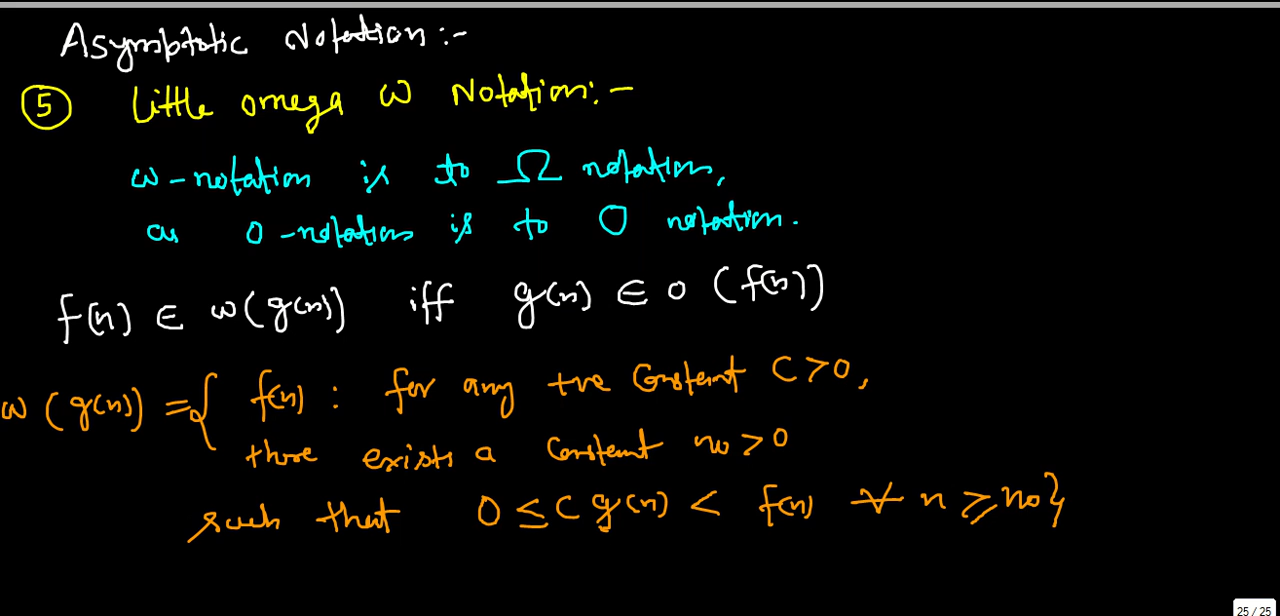 Asymptotic Notation:-
⑤ Little omega ω Notation:-
ω-notation is to Ω notation,
as o-notation is to O notation.
f(n) ∈ ω(g(n)) iff g(n) ∈ o (f(n))
ω (g(n)) = { f(n) : for any +ve Constant C > 0,
there exists a Constant n₀ > 0
such that 0 ≤ C g(n) < f(n) ∀ n ≥ n₀}
25 / 25